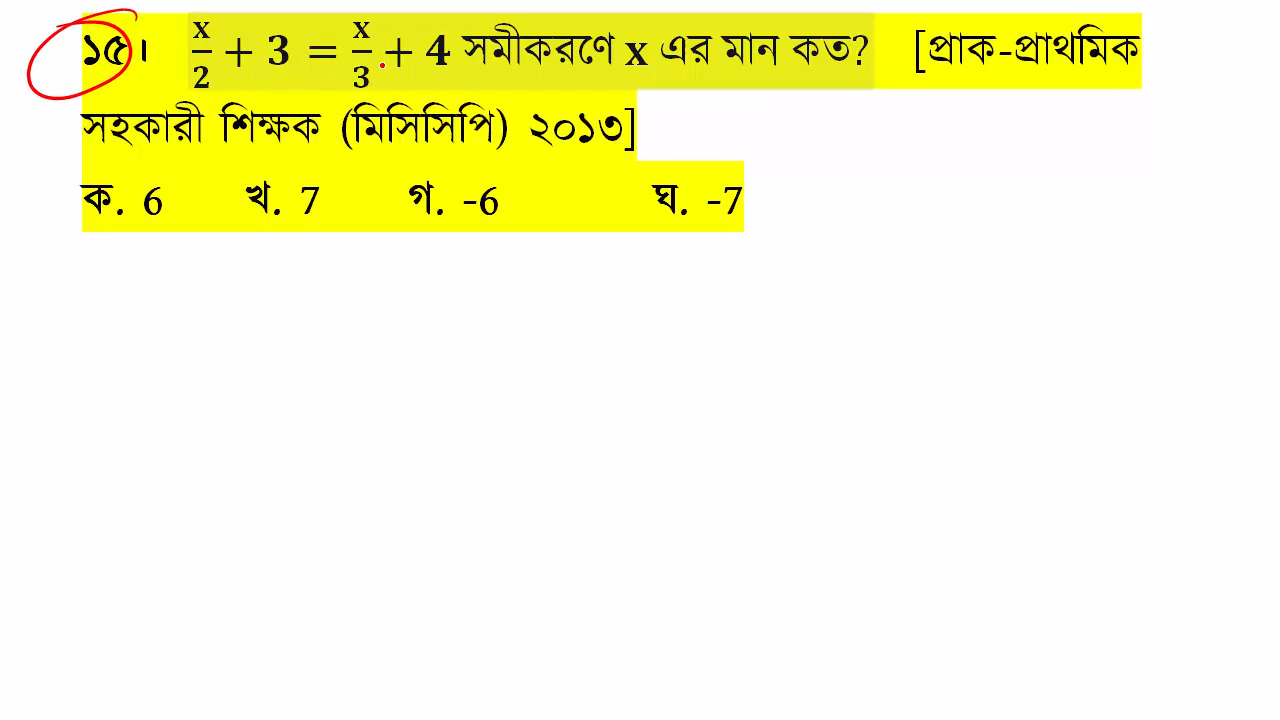 ১৫। x/2 + 3 = x/3 + 4 সমীকরণে x এর মান কত? [প্রাক-প্রাথমিক
সহকারী শিক্ষক (মিসিসিপি) ২০১৩]
ক. 6 খ. 7 গ. -6 ঘ. -7